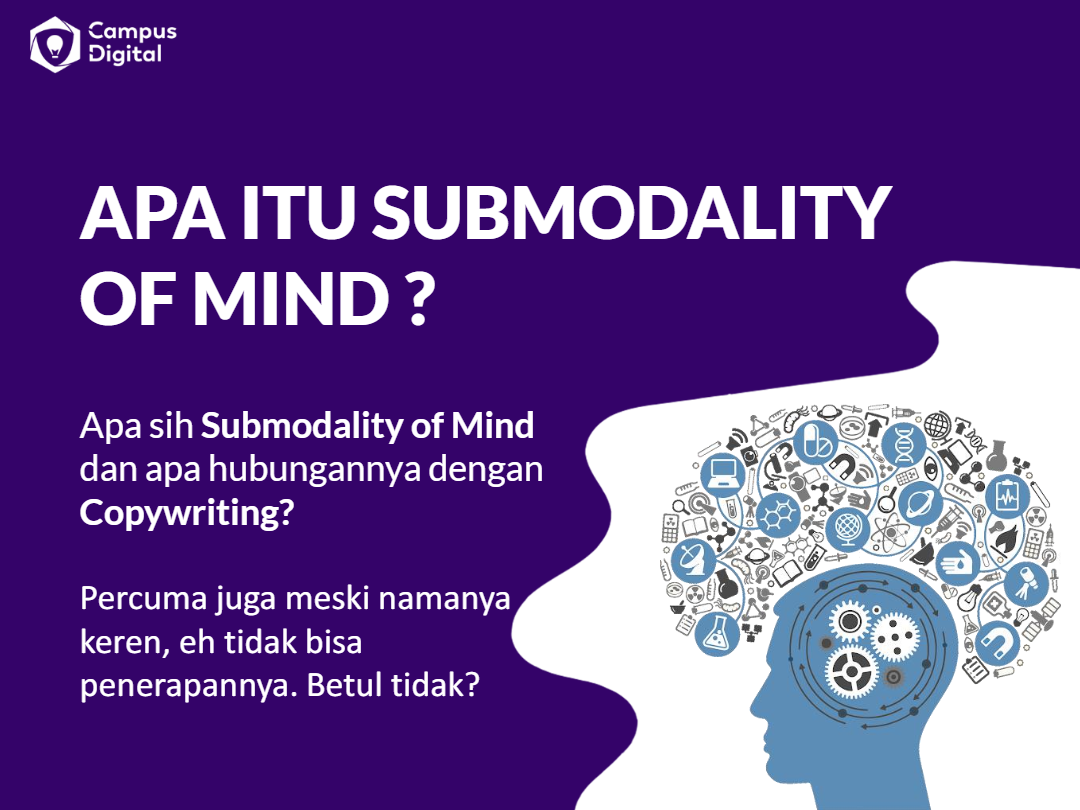 Campus
Digital
APA ITU SUBMODALITY
OF MIND ?
Apa sih Submodality of Mind
dan apa hubungannya dengan
Copywriting?
Percuma juga meski namanya
keren, eh tidak bisa
penerapannya. Betul tidak?